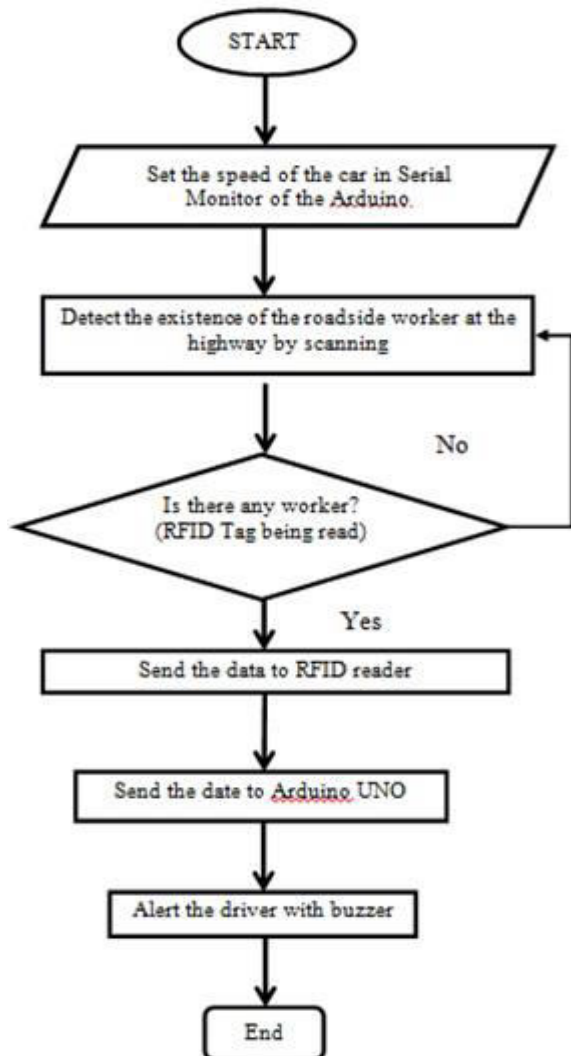 START
Set the speed of the car in Serial
Monitor of the Arduino
Detect the existence of the roadside worker at the
highway by scanning
No
Is there any worker?
(RFID Tag being read)
Yes
Send the data to RFID reader
Send the date to Arduino UNO
Alert the driver with buzzer
End